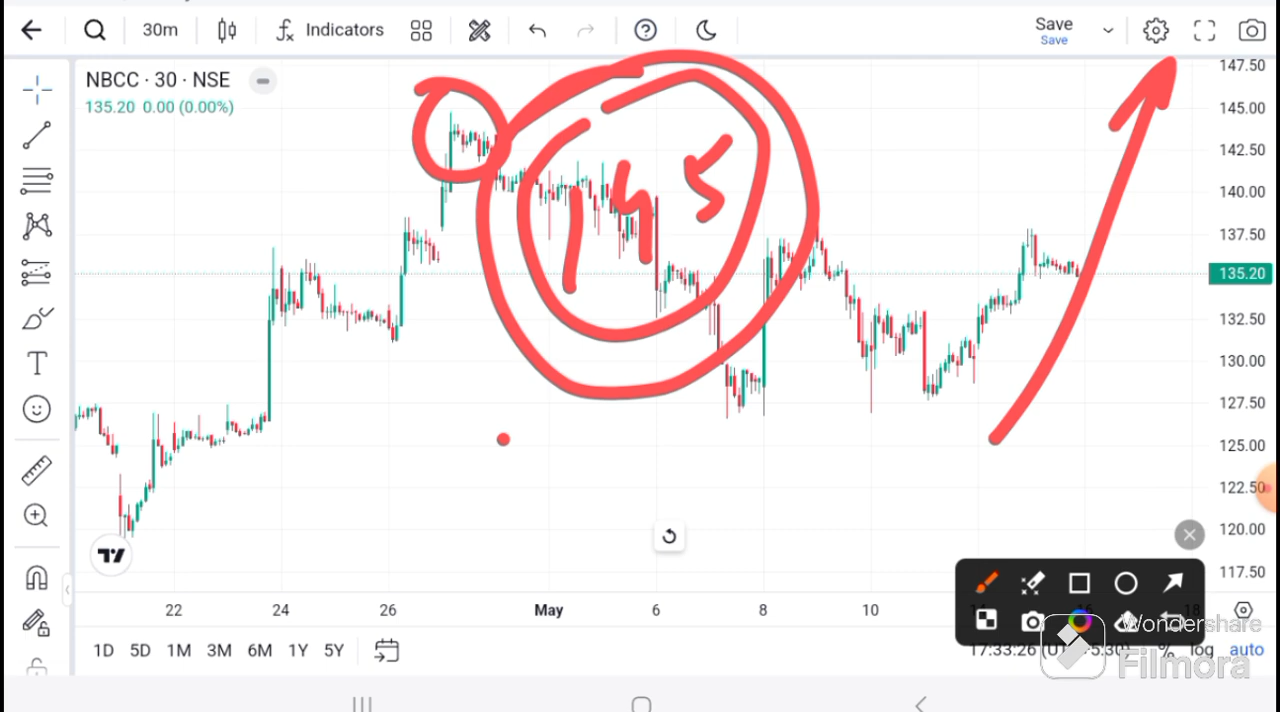 30m
Indicators
Save
Save
NBCC · 30 · NSE
135.20 0.00 (0.00%)
145
147.50
145.00
142.50
140.00
137.50
135.20
132.50
130.00
127.50
125.00
122.50
120.00
117.50
22 24 26 May 6 8 10 16 18
1D 5D 1M 3M 6M 1Y 5Y
17:33:26 % log auto
Wondershare
Filmora